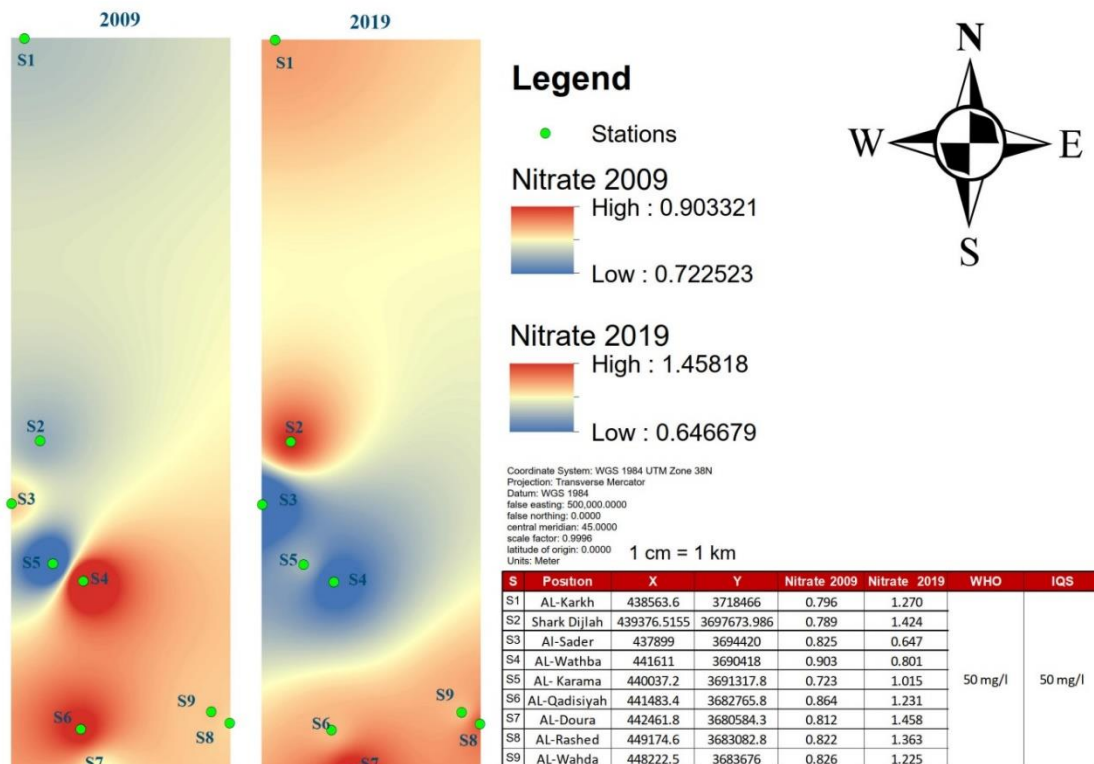 2009
2019
S1
S2
S3
S5
S4
S6
S9
S8
S7
S1
S2
S3
S5
S4
S6
S9
S8
S7
Legend
Stations
Nitrate 2009
High : 0.903321
Low : 0.722523
Nitrate 2019
High : 1.45818
Low : 0.646679
N
W E
S
Coordinate System: WGS 1984 UTM Zone 38N
Projection: Transverse Mercator
Datum: WGS 1984
false easting: 500,000.0000
false northing: 0.0000
central meridian: 45.0000
scale factor: 0.9996
latitude of origin: 0.0000
Units: Meter
1 cm = 1 km
S Position X Y Nitrate 2009 Nitrate 2019 WHO IQS
S1 AL-Karkh 438563.6 3718466 0.796 1.270
S2 Shark Dijlah 439376.5155 3697673.986 0.789 1.424
S3 Al-Sader 437899 3694420 0.825 0.647
S4 AL-Wathba 441611 3690418 0.903 0.801
S5 AL- Karama 440037.2 3691317.8 0.723 1.015
50 mg/l 50 mg/l
S6 AL-Qadisiyah 441483.4 3682765.8 0.864 1.231
S7 AL-Doura 442461.8 3680584.3 0.812 1.458
S8 AL-Rashed 449174.6 3683082.8 0.822 1.363
S9 AL-Wahda 448222.5 3683676 0.826 1.225